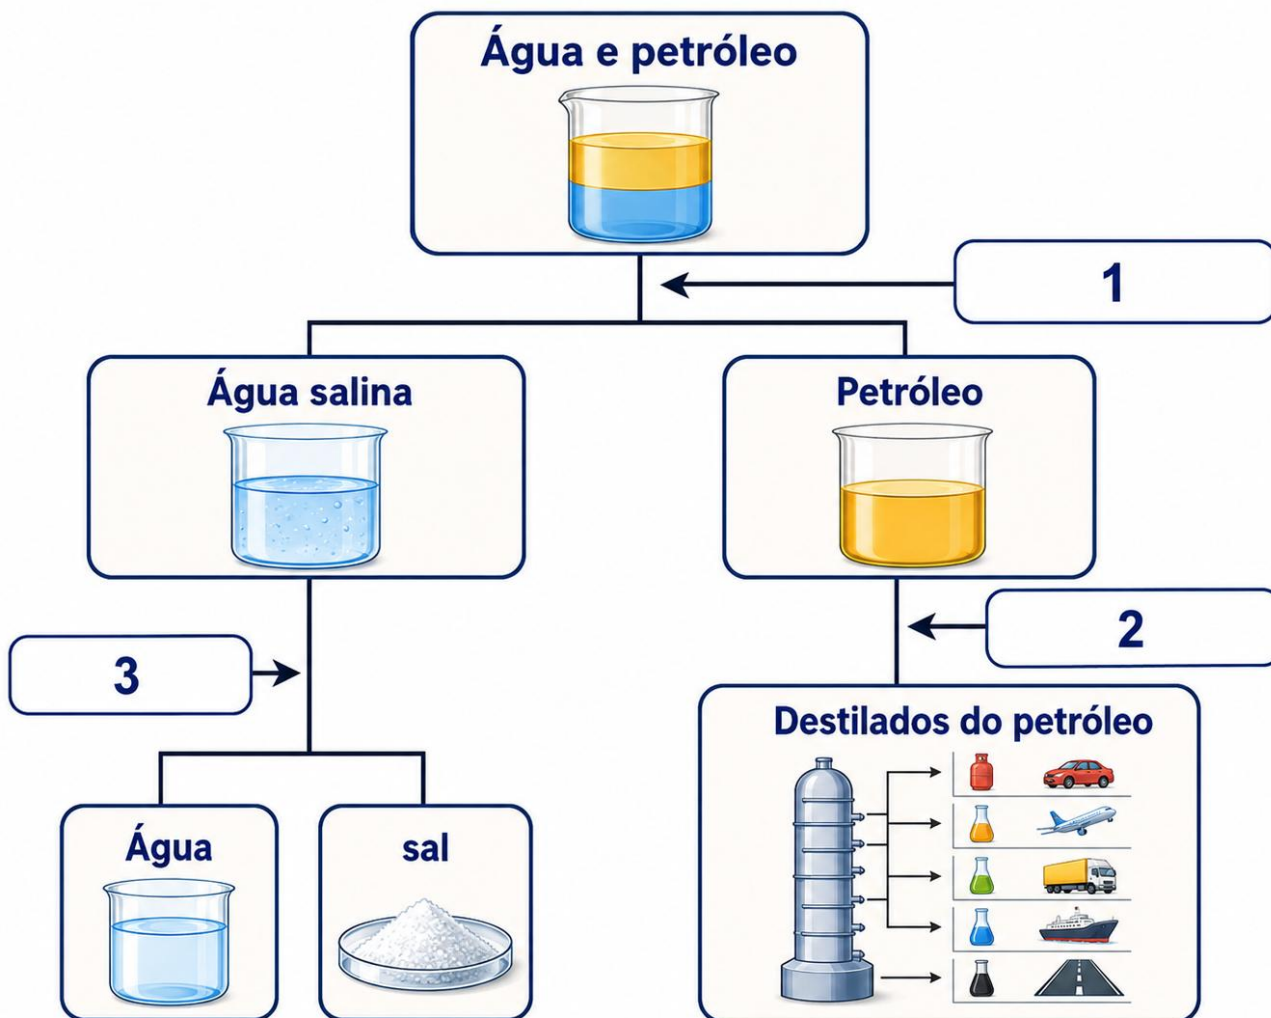 Água e petróleo
1
Água salina
Petróleo
2
3
Destilados do petróleo
Água
sal